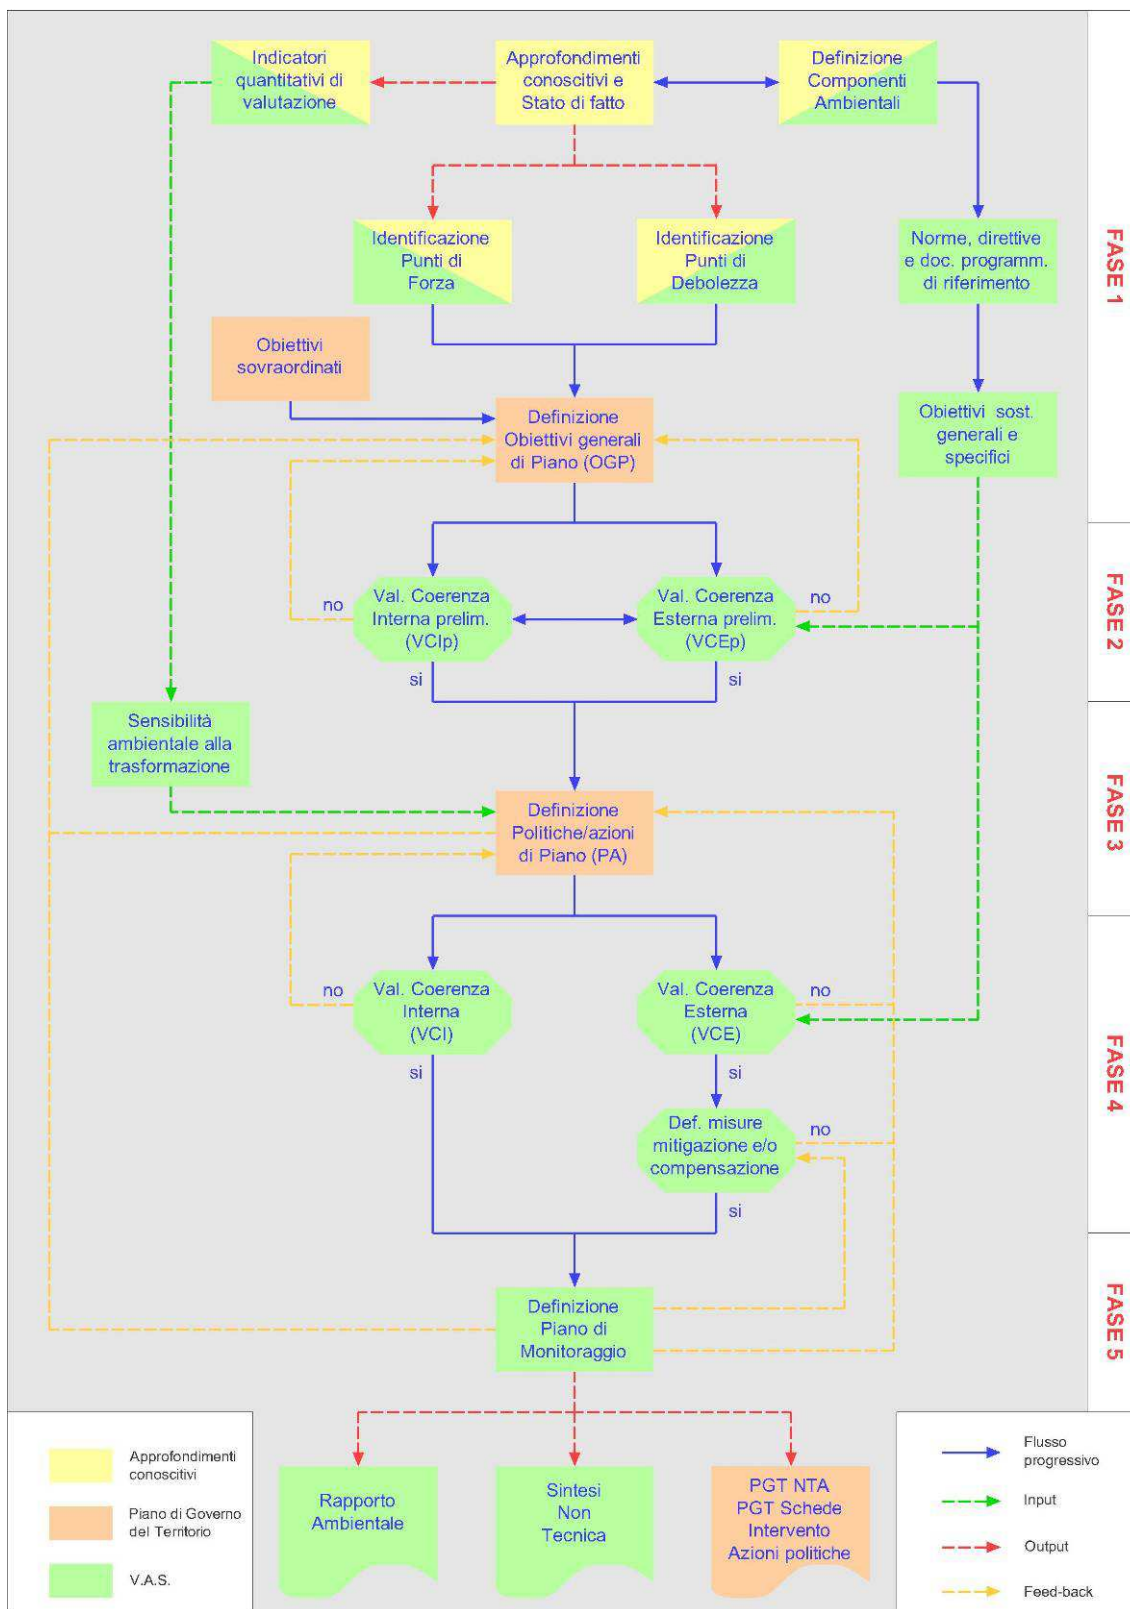 Indicatori
quantitativi di
valutazione
Approfondimenti
conoscitivi e
Stato di fatto
Definizione
Componenti
Ambientali
Identificazione
Punti di
Forza
Identificazione
Punti di
Debolezza
Norme, direttive
e doc. programm.
di riferimento
FASE 1
Obiettivi
sovraordinati
Definizione
Obiettivi generali
di Piano (OGP)
Obiettivi sost.
generali e
specifici
no
Val. Coerenza
Interna prelim.
(VCIp)
si
Val. Coerenza
Esterna prelim.
(VCEp)
no
si
FASE 2
Sensibilità
ambientale alla
trasformazione
Definizione
Politiche/azioni
di Piano (PA)
FASE 3
no
Val. Coerenza
Interna
(VCI)
si
Val. Coerenza
Esterna
(VCE)
no
si
Def. misure
mitigazione e/o
compensazione
no
si
FASE 4
Definizione
Piano di
Monitoraggio
FASE 5
Rapporto
Ambientale
Sintesi
Non
Tecnica
PGT NTA
PGT Schede
Intervento
Azioni politiche
Approfondimenti
conoscitivi
Piano di Governo
del Territorio
V.A.S.
Flusso
progressivo
Input
Output
Feed-back